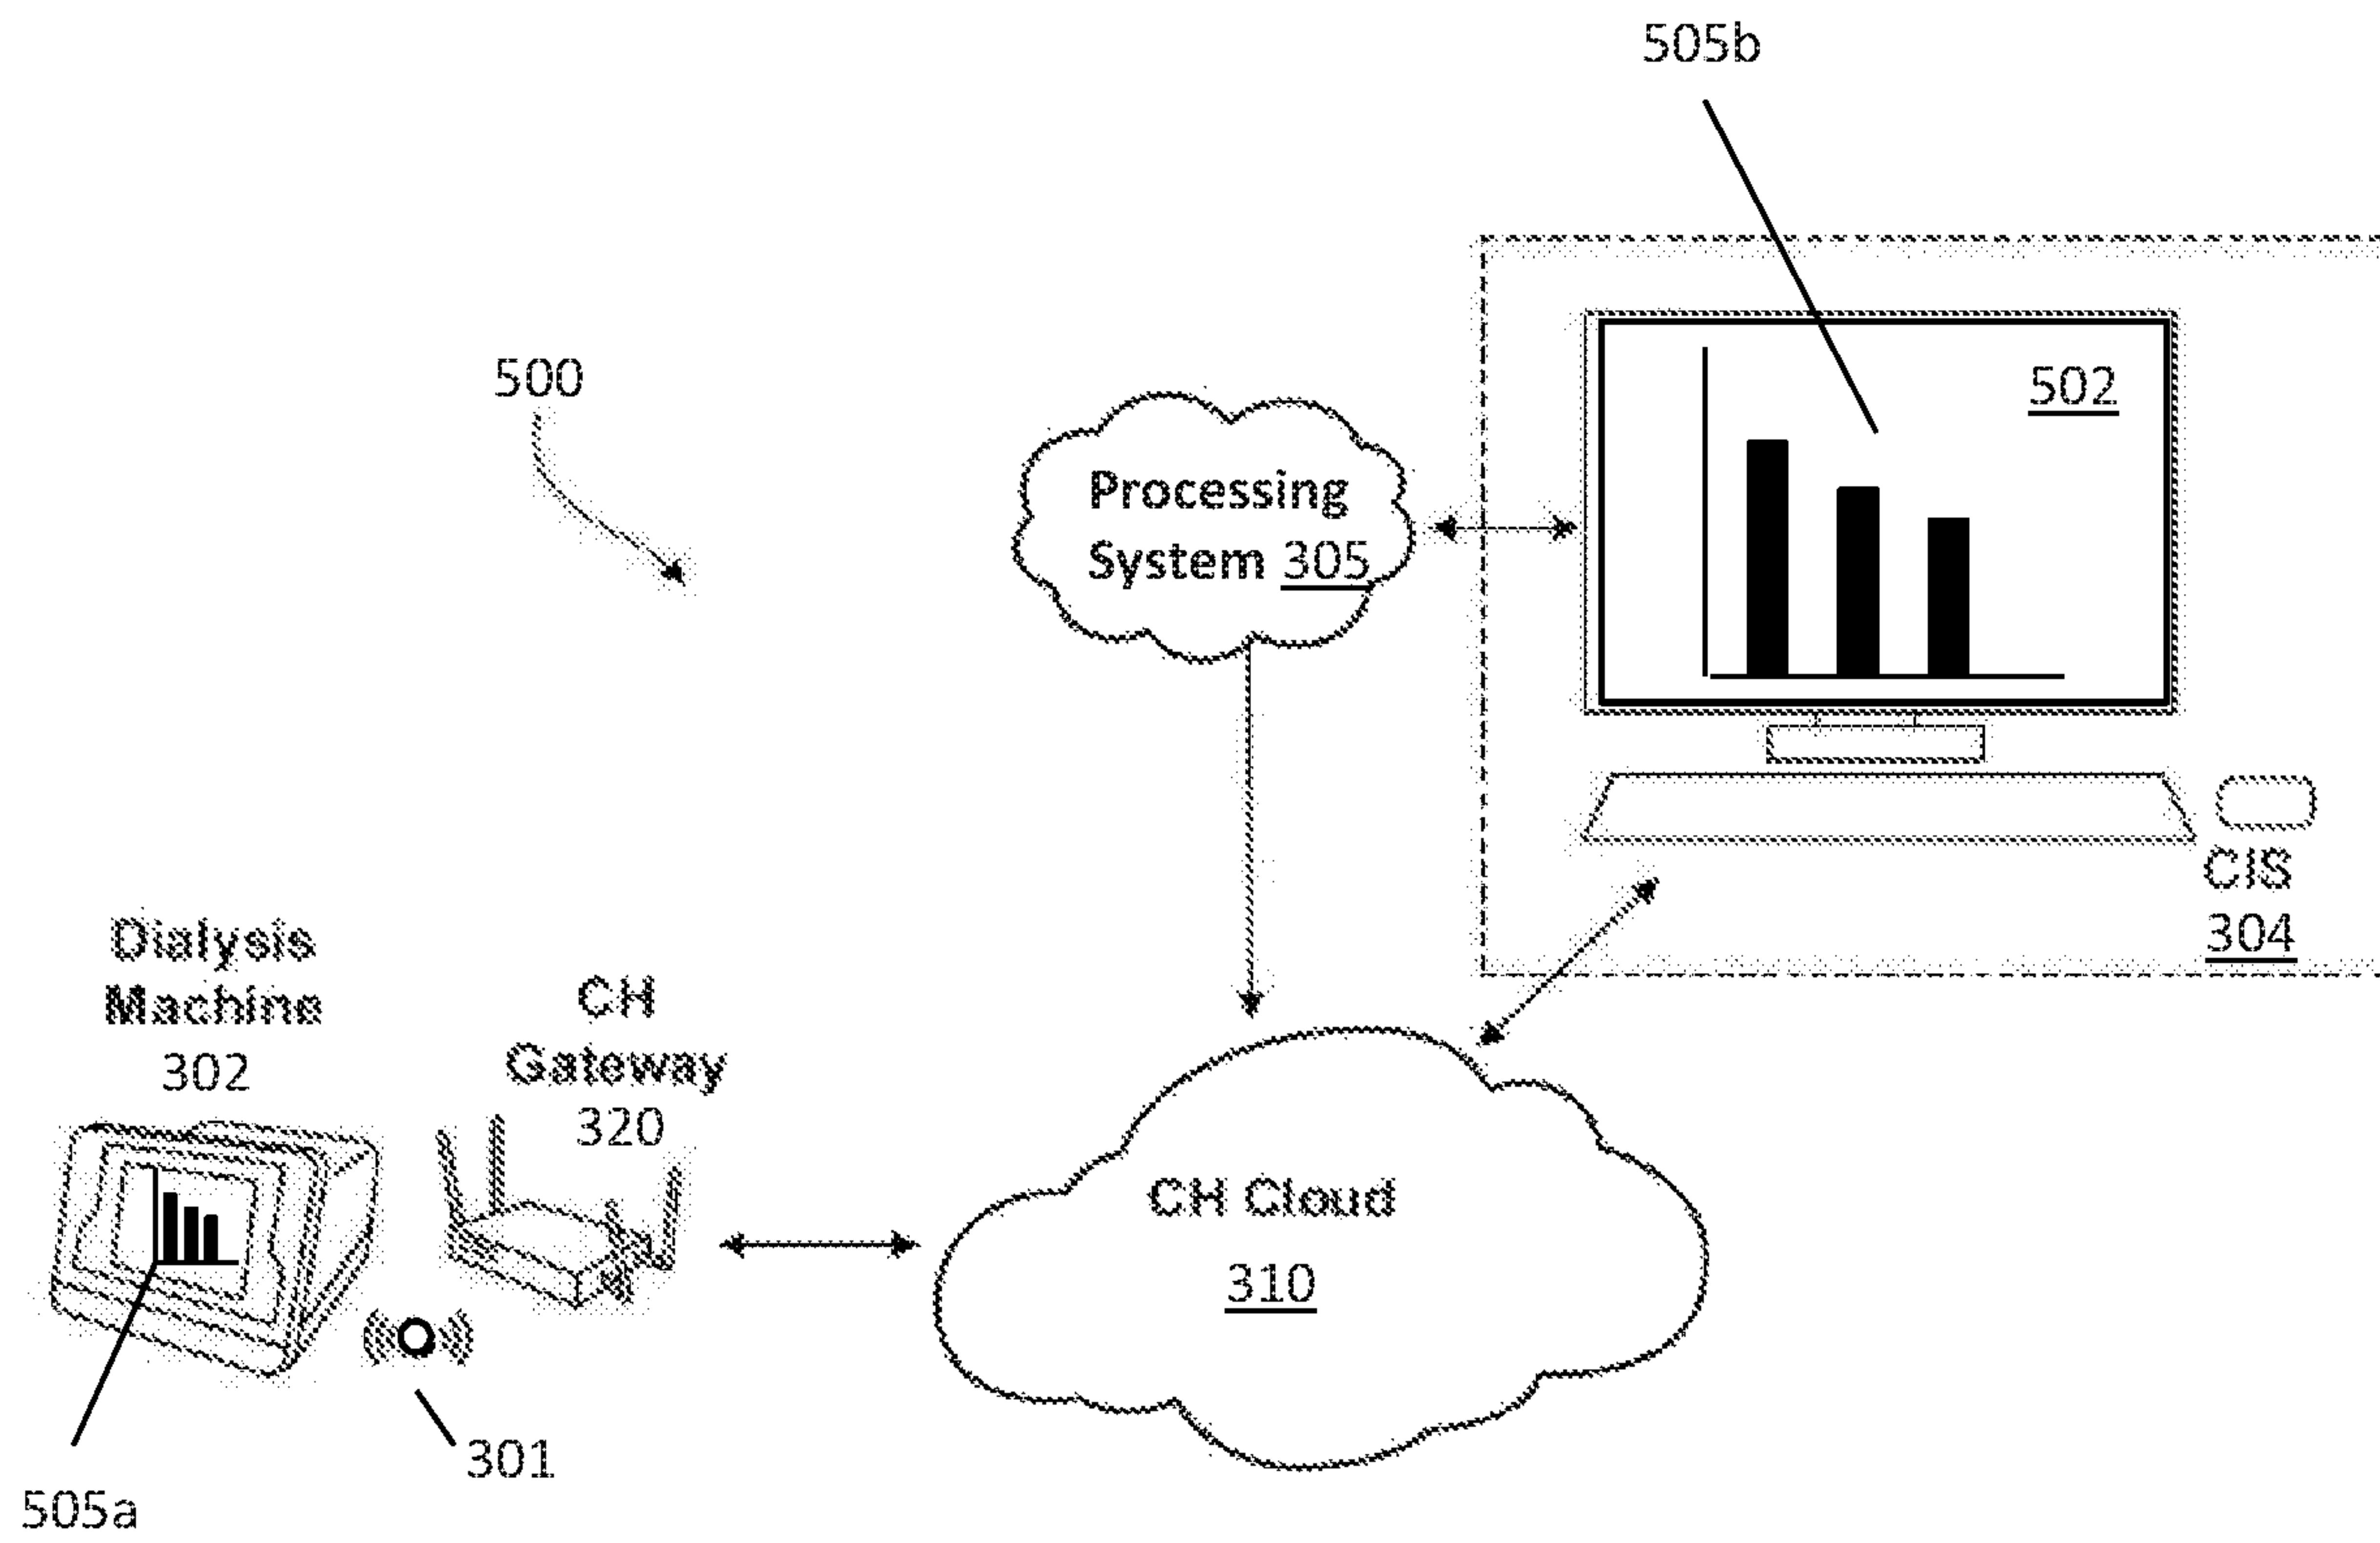 505b
500
502
Processing
System 305
CIS
304
Dialysis
Machine
302
CH
Gateway
320
CH Cloud
310
301
505a